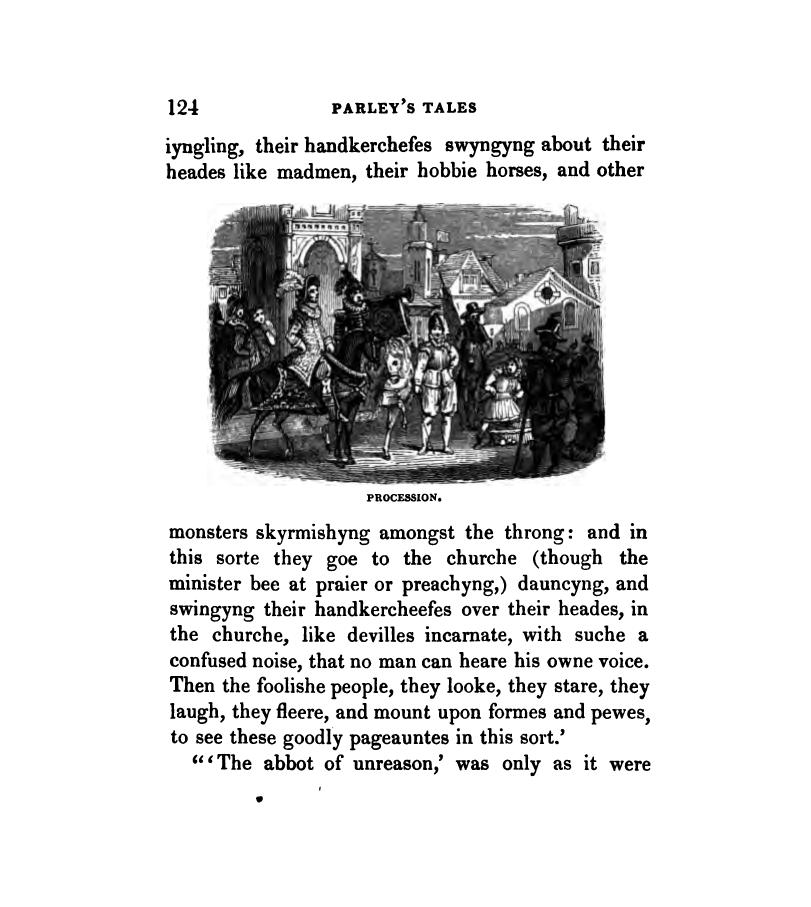 124 PARLEY'S TALES
iyngling, their handkerchefes swyngyng about their
heades like madmen, their hobbie horses, and other
PROCESSION.
monsters skyrmishyng amongst the throng: and in
this sorte they goe to the churche (though the
minister bee at praier or preachyng,) dauncyng, and
swingyng their handkercheefes over their heades, in
the churche, like devilles incarnate, with suche a
confused noise, that no man can heare his owne voice.
Then the foolishe people, they looke, they stare, they
laugh, they fleere, and mount upon formes and pewes,
to see these goodly pageauntes in this sort.'
"'The abbot of unreason,' was only as it were